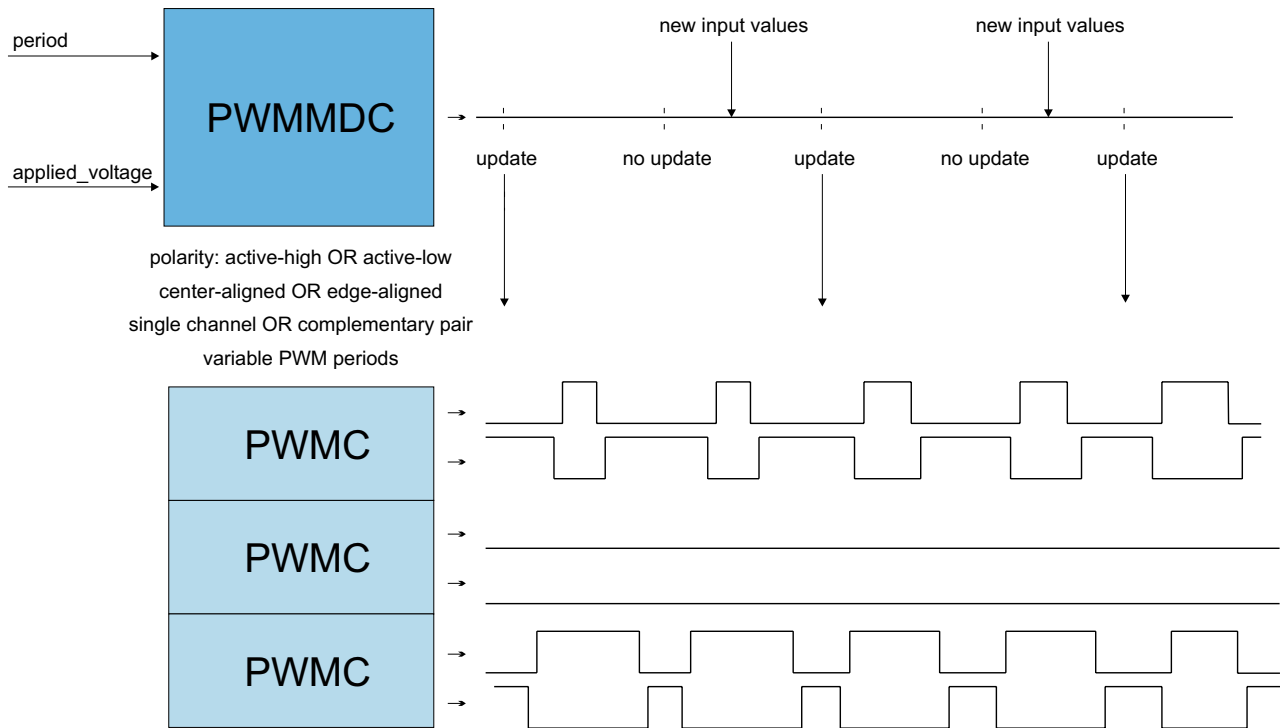 period
applied_voltage
PWMMDC
new input values
new input values
update
no update
update
no update
update
polarity: active-high OR active-low
center-aligned OR edge-aligned
single channel OR complementary pair
variable PWM periods
PWMC
PWMC
PWMC